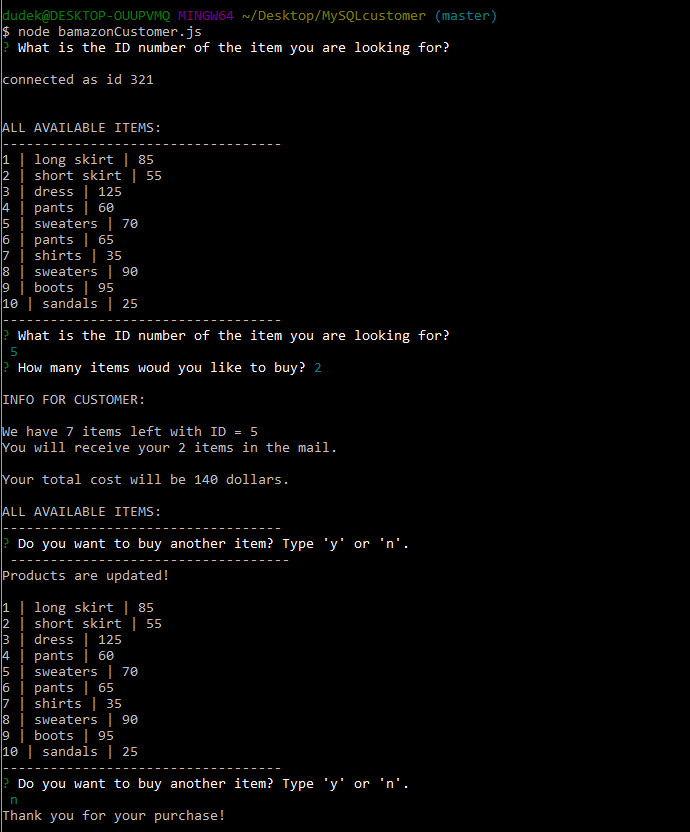 dudek@DESKTOP-OUUPVMQ MINGW64 ~/Desktop/MySQLcustomer (master)
$ node bamazonCustomer.js
? What is the ID number of the item you are looking for?
connected as id 321
ALL AVAILABLE ITEMS:
-----------------------------------
1 | long skirt | 85
2 | short skirt | 55
3 | dress | 125
4 | pants | 60
5 | sweaters | 70
6 | pants | 65
7 | shirts | 35
8 | sweaters | 90
9 | boots | 95
10 | sandals | 25
-----------------------------------
? What is the ID number of the item you are looking for?
5
? How many items woud you like to buy? 2
INFO FOR CUSTOMER:
We have 7 items left with ID = 5
You will receive your 2 items in the mail.
Your total cost will be 140 dollars.
ALL AVAILABLE ITEMS:
-----------------------------------
? Do you want to buy another item? Type 'y' or 'n'.
-----------------------------------
Products are updated!
1 | long skirt | 85
2 | short skirt | 55
3 | dress | 125
4 | pants | 60
5 | sweaters | 70
6 | pants | 65
7 | shirts | 35
8 | sweaters | 90
9 | boots | 95
10 | sandals | 25
-----------------------------------
? Do you want to buy another item? Type 'y' or 'n'.
n
Thank you for your purchase!